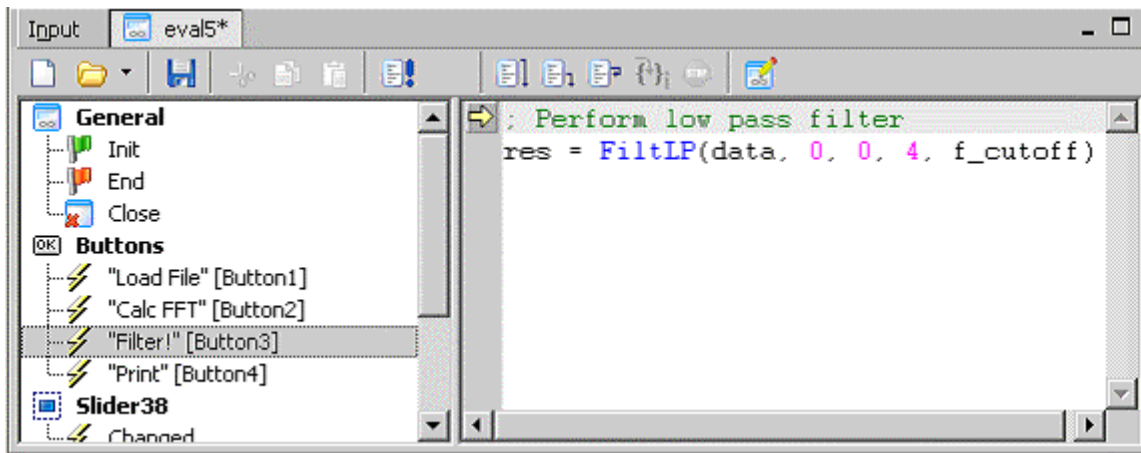 Input eval5*
General
Init
End
Close
OK Buttons
"Load File" [Button1]
"Calc FFT" [Button2]
"Filter!" [Button3]
"Print" [Button4]
Slider38
Changed
; Perform low pass filter
res = FiltLP(data, 0, 0, 4, f_cutoff)